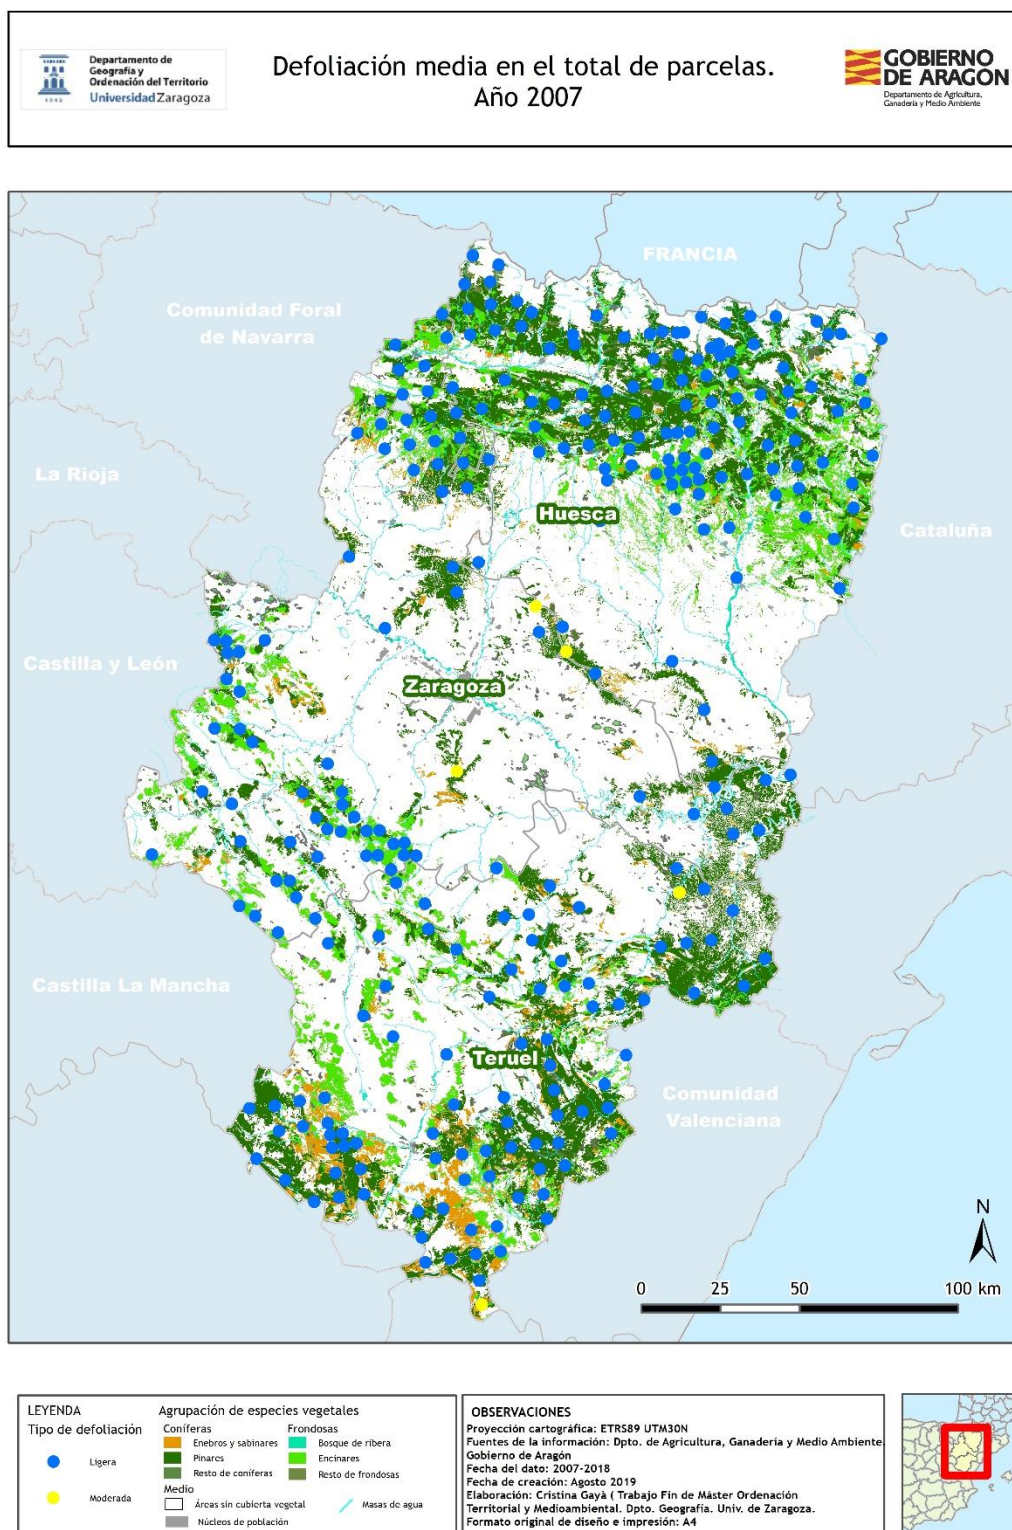 Departamento de
Geografía y
Ordenación del Territorio
Universidad Zaragoza
1542
Defoliación media en el total de parcelas.
Año 2007
GOBIERNO
DE ARAGON
Departamento de Agricultura,
Ganadería y Medio Ambiente
FRANCIA
Comunidad Foral
de Navarra
La Rioja
Huesca
Cataluña
Castilla y León
Zaragoza
Castilla La Mancha
Teruel
Comunidad
Valenciana
N
0 25 50 100 km
LEYENDA
Tipo de defoliación
Ligera
Moderada
Agrupación de especies vegetales
Coníferas
Enebros y sabinares
Pinares
Resto de coníferas
Frondosas
Bosque de ribera
Encinares
Resto de frondosas
Medio
Áreas sin cubierta vegetal
Masas de agua
Núcleos de población
OBSERVACIONES
Proyección cartográfica: ETRS89 UTM30N
Fuentes de la información: Dpto. de Agricultura, Ganadería y Medio Ambiente.
Gobierno de Aragón
Fecha del dato: 2007-2018
Fecha de creación: Agosto 2019
Elaboración: Cristina Gayà ( Trabajo Fin de Máster Ordenación
Territorial y Medioambiental. Dpto. Geografía. Univ. de Zaragoza.
Formato original de diseño e impresión: A4